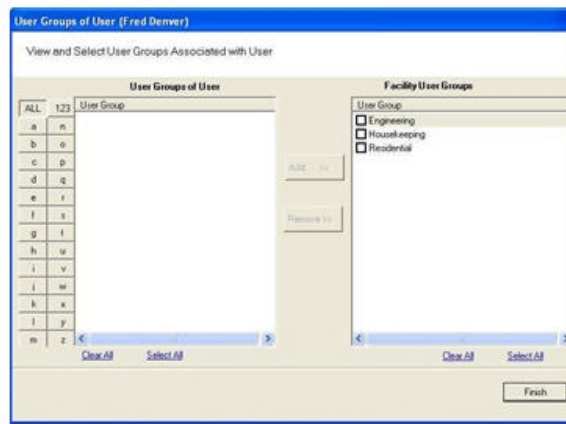 User Groups of User (Fred Denver)
View and Select User Groups Associated with User
User Groups of User
Facility User Groups
ALL 123 User Group
User Group
a n
Engineering
b o
Housekeeping
c p
Residential
d q
Add <<
e r
f s
Remove >>
g t
h u
i v
j w
k x
l y
m z
Clear All Select All
Clear All Select All
Finish